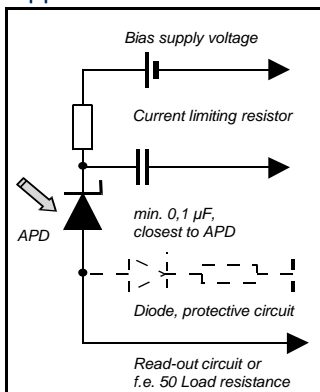 Bias supply voltage
Current limiting resistor
min. 0,1 µF,
closest to APD
APD
Diode, protective circuit
Read-out circuit or
f.e. 50 Load resistance